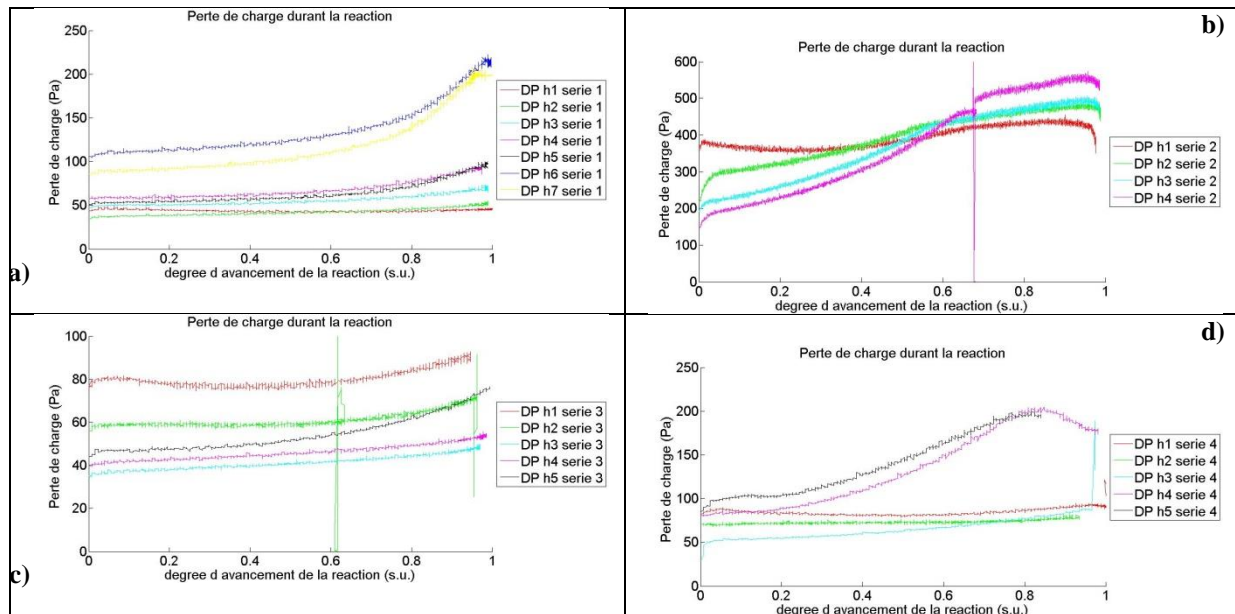 Perte de charge durant la reaction
Perte de charge (Pa)
250
200
150
100
50
0
0 0.2 0.4 0.6 0.8 1
degree d avancement de la reaction (s.u.)
DP h1 serie 1
DP h2 serie 1
DP h3 serie 1
DP h4 serie 1
DP h5 serie 1
DP h6 serie 1
DP h7 serie 1
a)
b)
Perte de charge durant la reaction
Perte de charge (Pa)
600
500
400
300
200
100
0
0 0.2 0.4 0.6 0.8 1
degree d avancement de la reaction (s.u.)
DP h1 serie 2
DP h2 serie 2
DP h3 serie 2
DP h4 serie 2
Perte de charge durant la reaction
Perte de charge (Pa)
100
80
60
40
20
0
0 0.2 0.4 0.6 0.8 1
degree d avancement de la reaction (s.u.)
DP h1 serie 3
DP h2 serie 3
DP h3 serie 3
DP h4 serie 3
DP h5 serie 3
c)
d)
Perte de charge durant la reaction
Perte de charge (Pa)
250
200
150
100
50
0
0 0.2 0.4 0.6 0.8 1
degree d avancement de la reaction (s.u.)
DP h1 serie 4
DP h2 serie 4
DP h3 serie 4
DP h4 serie 4
DP h5 serie 4